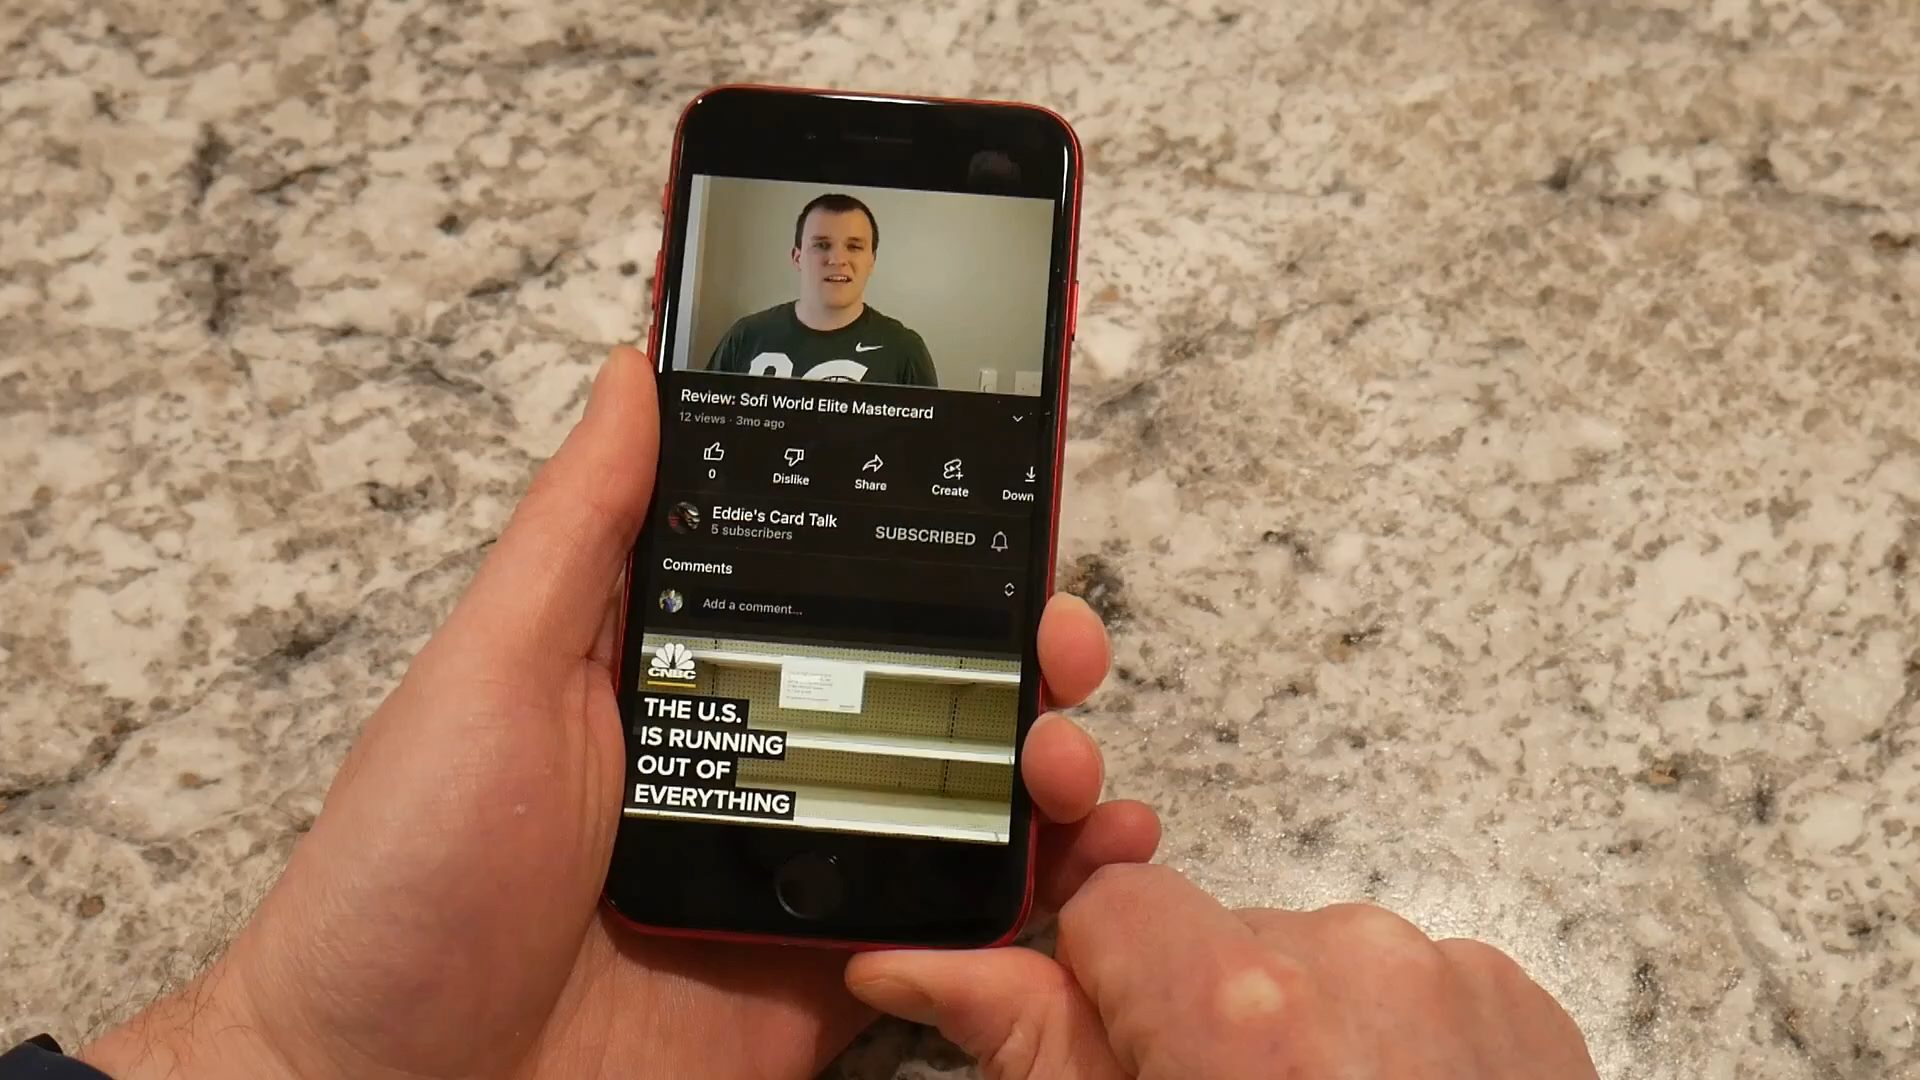 Review: Sofi World Elite Mastercard
12 views · 3mo ago
0
Dislike
Share
Create
Down
Eddie's Card Talk
5 subscribers
SUBSCRIBED
Comments
Add a comment...
CNBC
THE U.S.
IS RUNNING
OUT OF
EVERYTHING